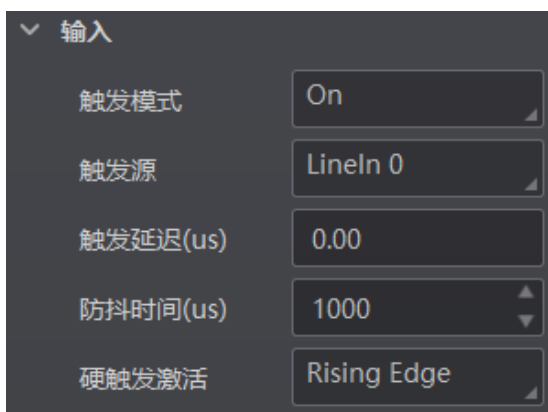 输入
触发模式 On
触发源 LineIn 0
触发延迟(us) 0.00
防抖时间(us) 1000
硬触发激活 Rising Edge